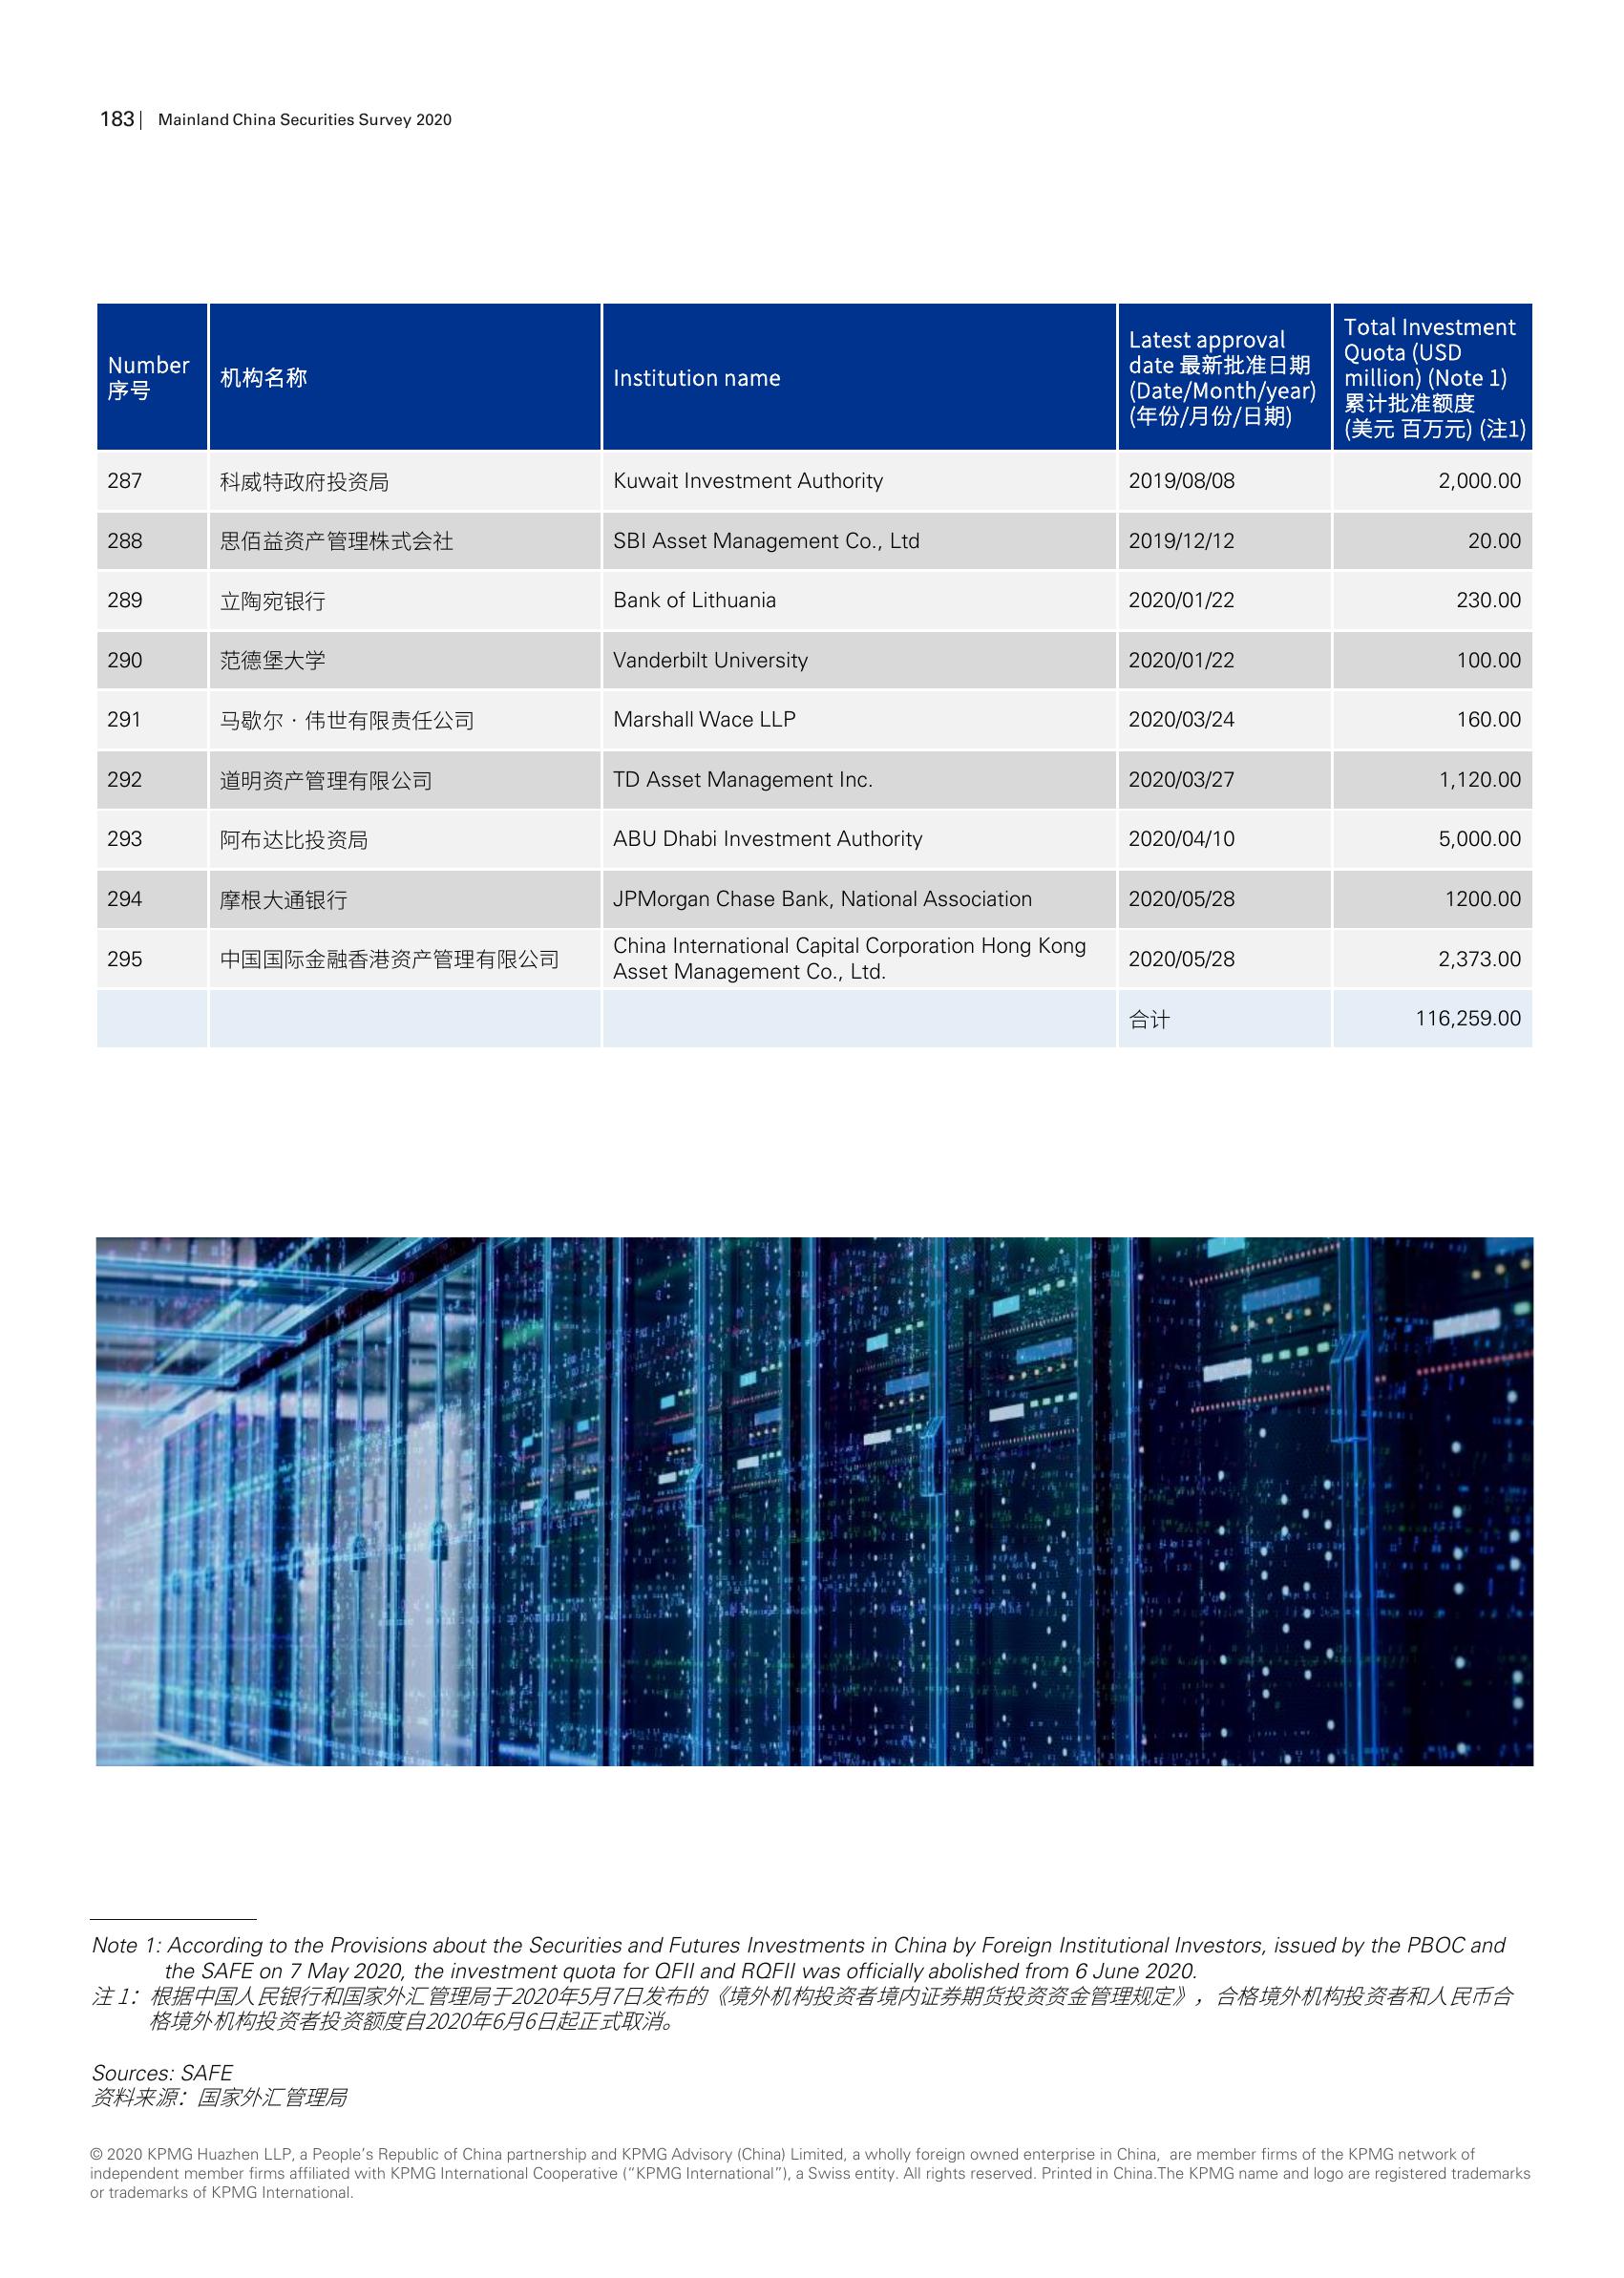 183 | Mainland China Securities Survey 2020
Number
序号
机构名称
Institution name
Latest approval
date 最新批准日期
(Date/Month/year)
(年份/月份/日期)
Total Investment
Quota (USD
million) (Note 1)
累计批准额度
(美元 百万元) (注1)
287 科威特政府投资局 Kuwait Investment Authority 2019/08/08 2,000.00
288 思佰益资产管理株式会社 SBI Asset Management Co., Ltd 2019/12/12 20.00
289 立陶宛银行 Bank of Lithuania 2020/01/22 230.00
290 范德堡大学 Vanderbilt University 2020/01/22 100.00
291 马歇尔 · 伟世有限责任公司 Marshall Wace LLP 2020/03/24 160.00
292 道明资产管理有限公司 TD Asset Management Inc. 2020/03/27 1,120.00
293 阿布达比投资局 ABU Dhabi Investment Authority 2020/04/10 5,000.00
294 摩根大通银行 JPMorgan Chase Bank, National Association 2020/05/28 1200.00
295 中国国际金融香港资产管理有限公司 China International Capital Corporation Hong Kong
Asset Management Co., Ltd. 2020/05/28 2,373.00
合计 116,259.00
Note 1: According to the Provisions about the Securities and Futures Investments in China by Foreign Institutional Investors, issued by the PBOC and
the SAFE on 7 May 2020, the investment quota for QFII and RQFII was officially abolished from 6 June 2020.
注 1：根据中国人民银行和国家外汇管理局于2020年5月7日发布的《境外机构投资者境内证券期货投资资金管理规定》，合格境外机构投资者和人民币合
格境外机构投资者投资额度自2020年6月6日起正式取消。
Sources: SAFE
资料来源：国家外汇管理局
© 2020 KPMG Huazhen LLP, a People’s Republic of China partnership and KPMG Advisory (China) Limited, a wholly foreign owned enterprise in China, are member firms of the KPMG network of
independent member firms affiliated with KPMG International Cooperative (“KPMG International”), a Swiss entity. All rights reserved. Printed in China.The KPMG name and logo are registered trademarks
or trademarks of KPMG International.